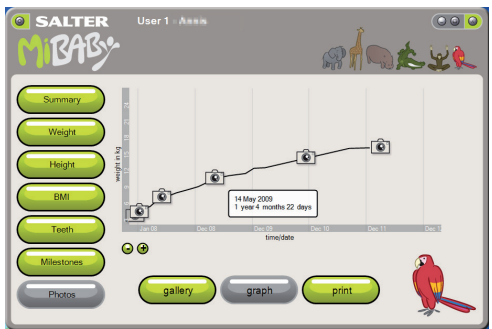 SALTER
User 1 -
MiBABy
Summary
Weight
Height
BMI
Teeth
Milestones
Photos
weight in kg
14 May 2009
1 year 4 months 22 days
Jan 08
Dec 08
Dec 09
Dec 10
Dec 11
time/date
gallery
graph
print